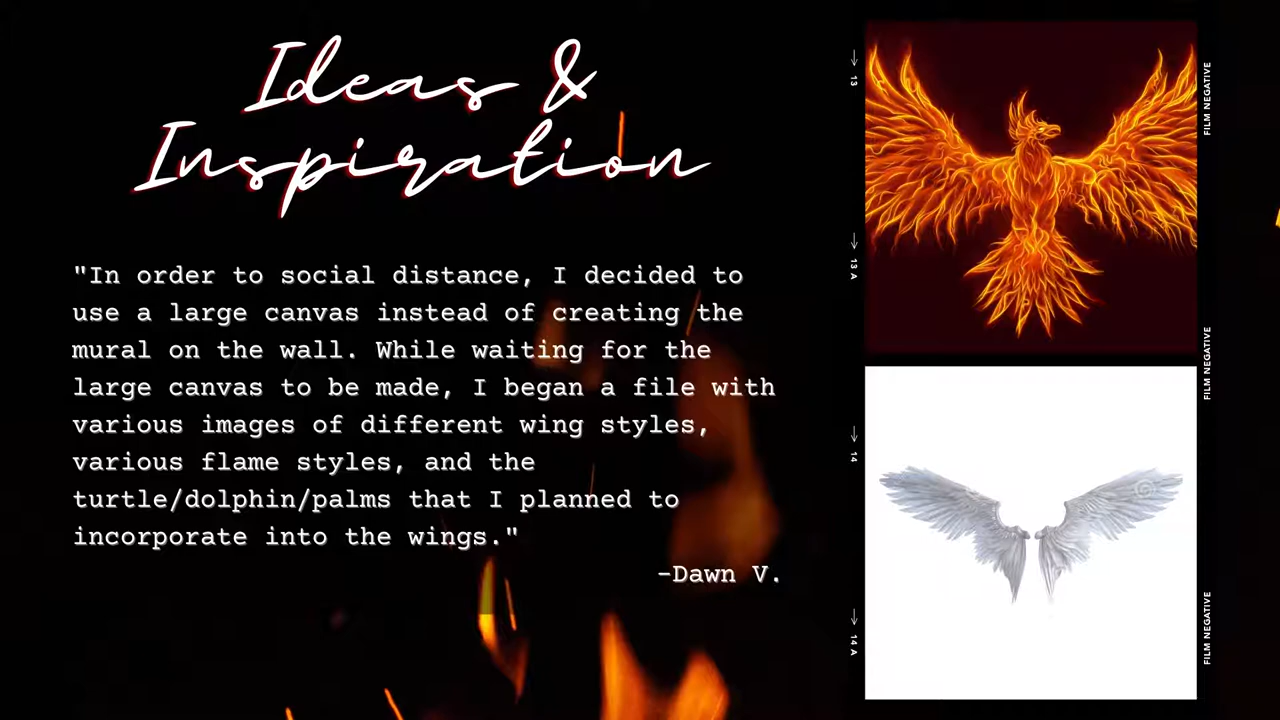 Ideas &
Inspiration
"In order to social distance, I decided to
use a large canvas instead of creating the
mural on the wall. While waiting for the
large canvas to be made, I began a file with
various images of different wing styles,
various flame styles, and the
turtle/dolphin/palms that I planned to
incorporate into the wings."
-Dawn V.
→ 13
→ 13 A
→ 14
→ 14 A
FILM NEGATIVE
FILM NEGATIVE
FILM NEGATIVE